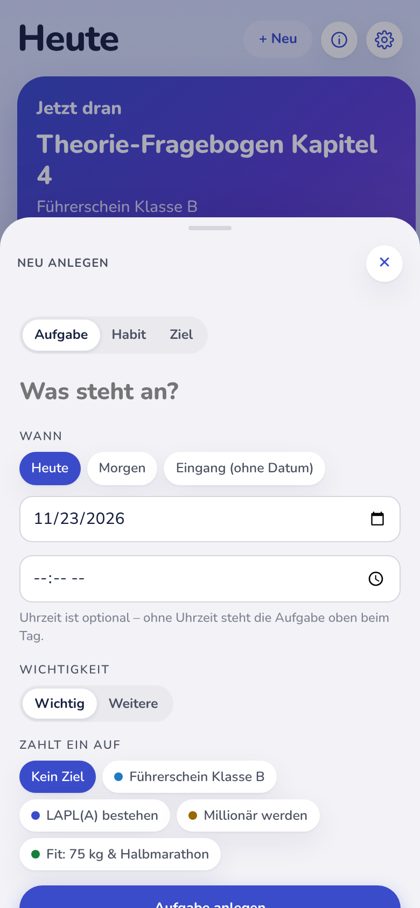 Heute
+ Neu
Jetzt dran
Theorie-Fragebogen Kapitel
4
Führerschein Klasse B
NEU ANLEGEN
Aufgabe Habit Ziel
Was steht an?
WANN
Heute Morgen Eingang (ohne Datum)
11/23/2026
--:-- --
Uhrzeit ist optional – ohne Uhrzeit steht die Aufgabe oben beim
Tag.
WICHTIGKEIT
Wichtig Weitere
ZAHLT EIN AUF
Kein Ziel Führerschein Klasse B
LAPL(A) bestehen Millionär werden
Fit: 75 kg & Halbmarathon
Aufgabe anlegen